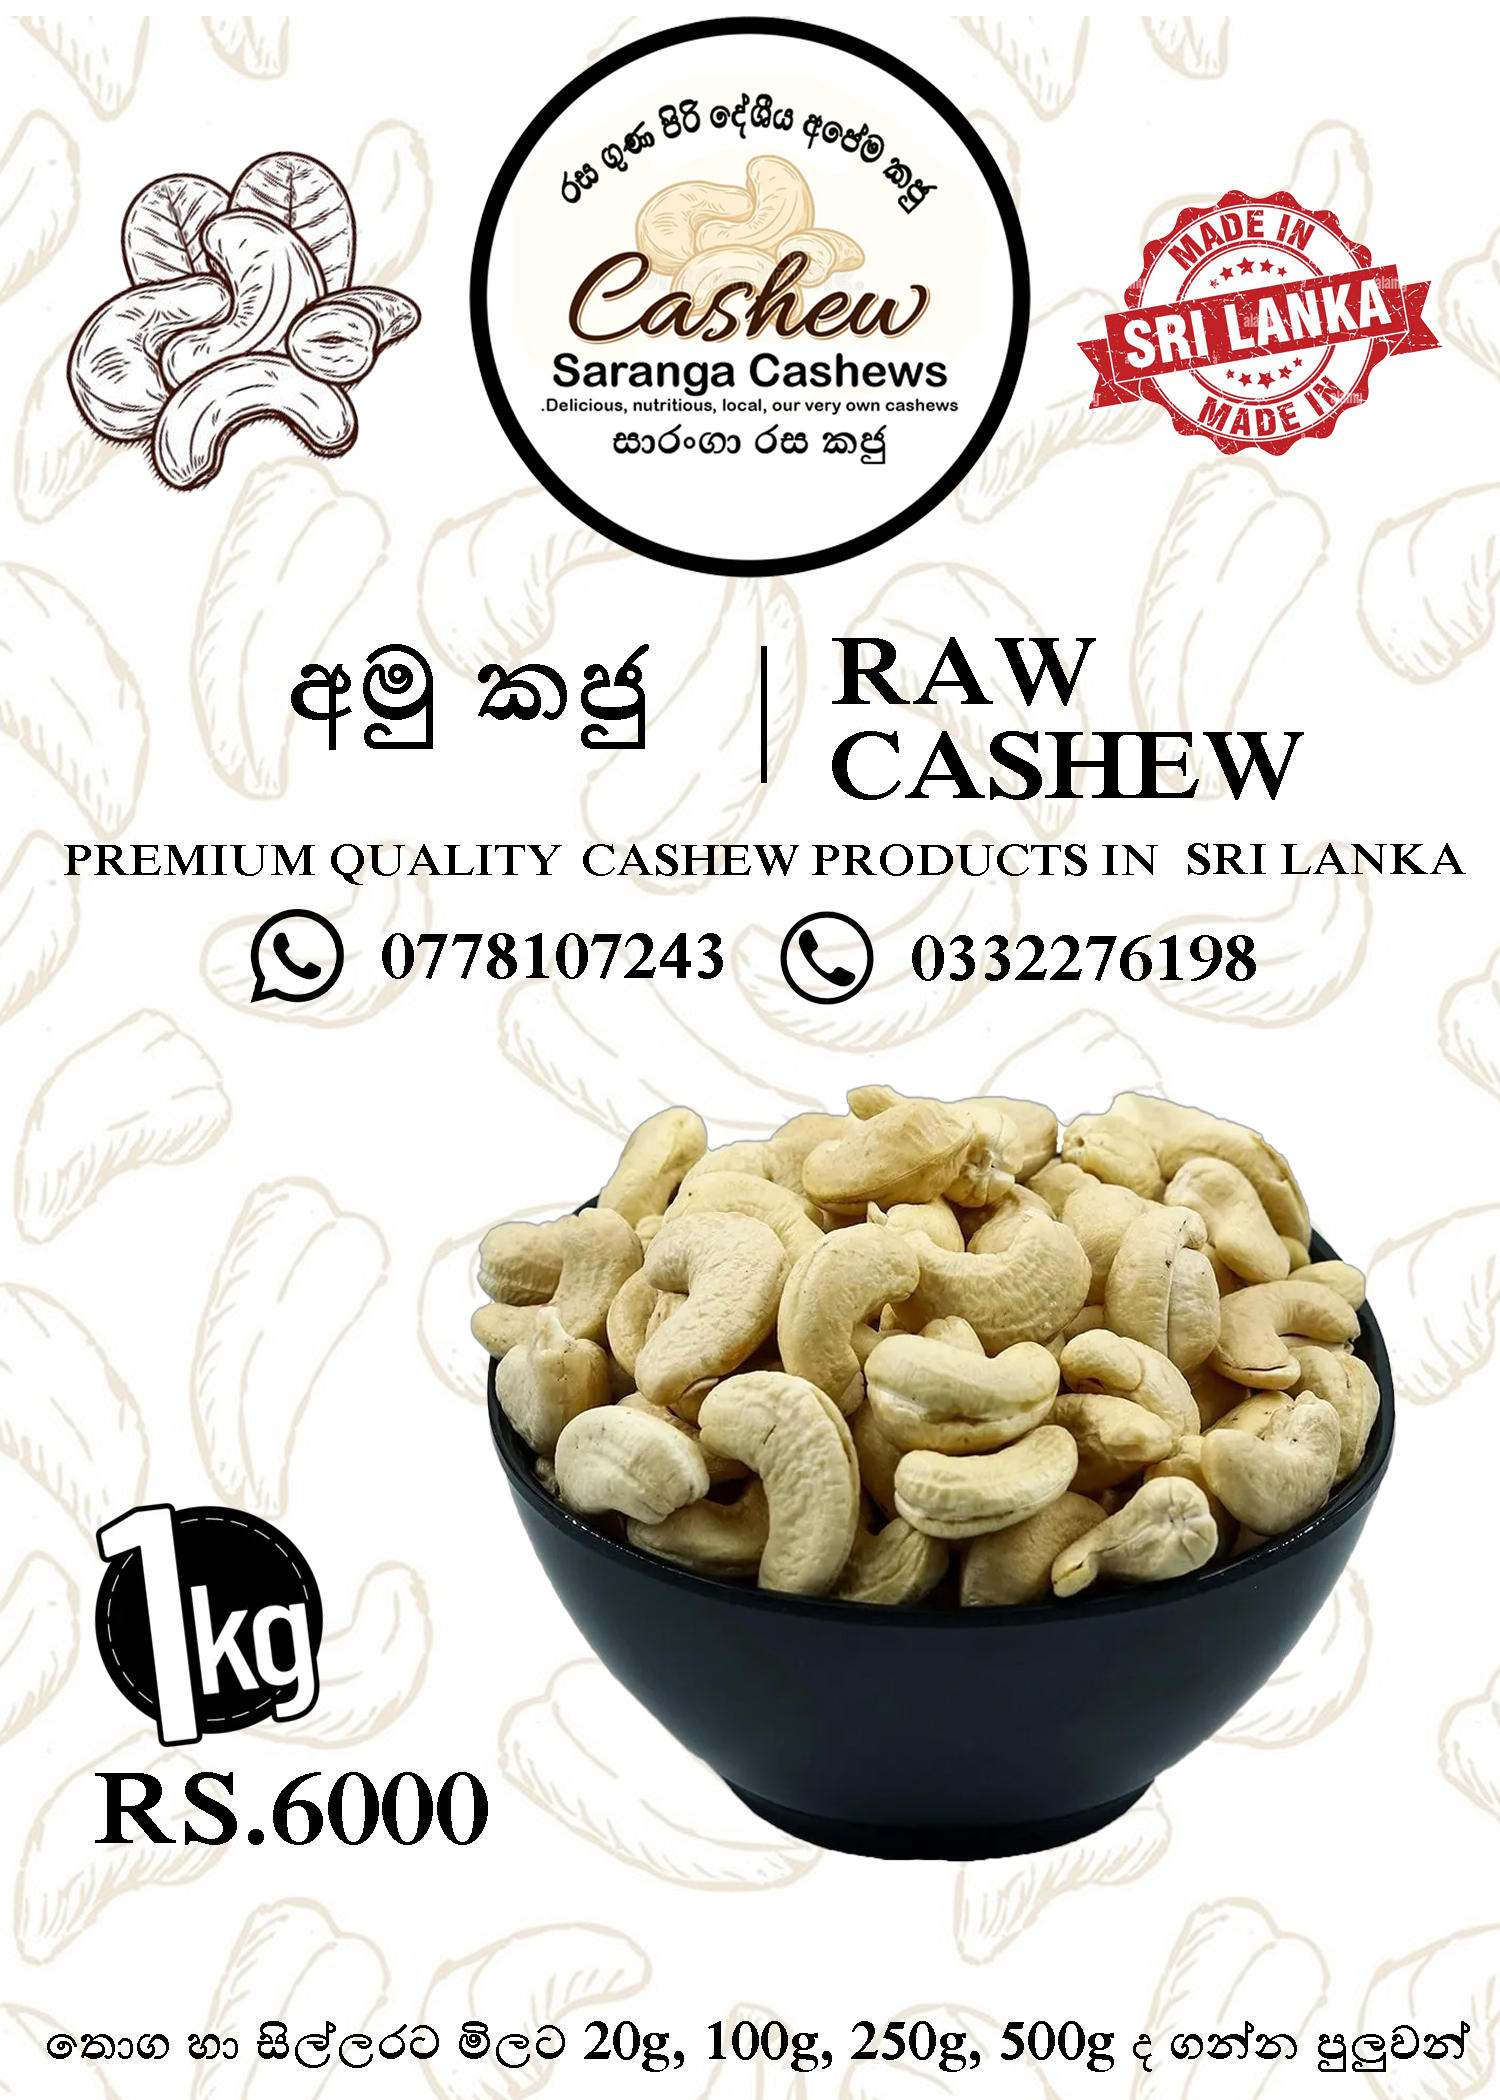 රස ගුණ පිරි දේශීය අපේම කජු
Cashew
Saranga Cashews
.Delicious, nutritious, local, our very own cashews
සාරංගා රස කජු
MADE IN
SRI LANKA
MADE IN
alamy
අමු කජු
RAW
CASHEW
PREMIUM QUALITY CASHEW PRODUCTS IN SRI LANKA
0778107243
0332276198
1kg
RS.6000
තොග හා සිල්ලරට මිලට 20g, 100g, 250g, 500g ද ගන්න පුලුවන්